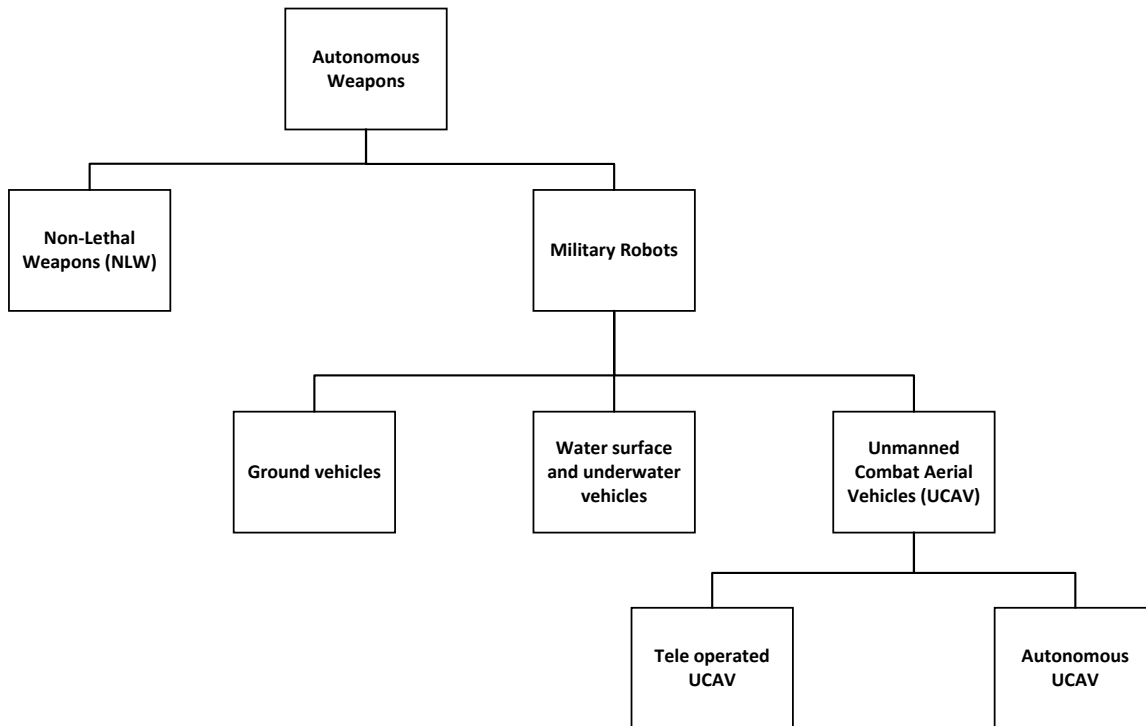 Autonomous
Weapons
Non-Lethal
Weapons (NLW)
Military Robots
Ground vehicles
Water surface
and underwater
vehicles
Unmanned
Combat Aerial
Vehicles (UCAV)
Tele operated
UCAV
Autonomous
UCAV